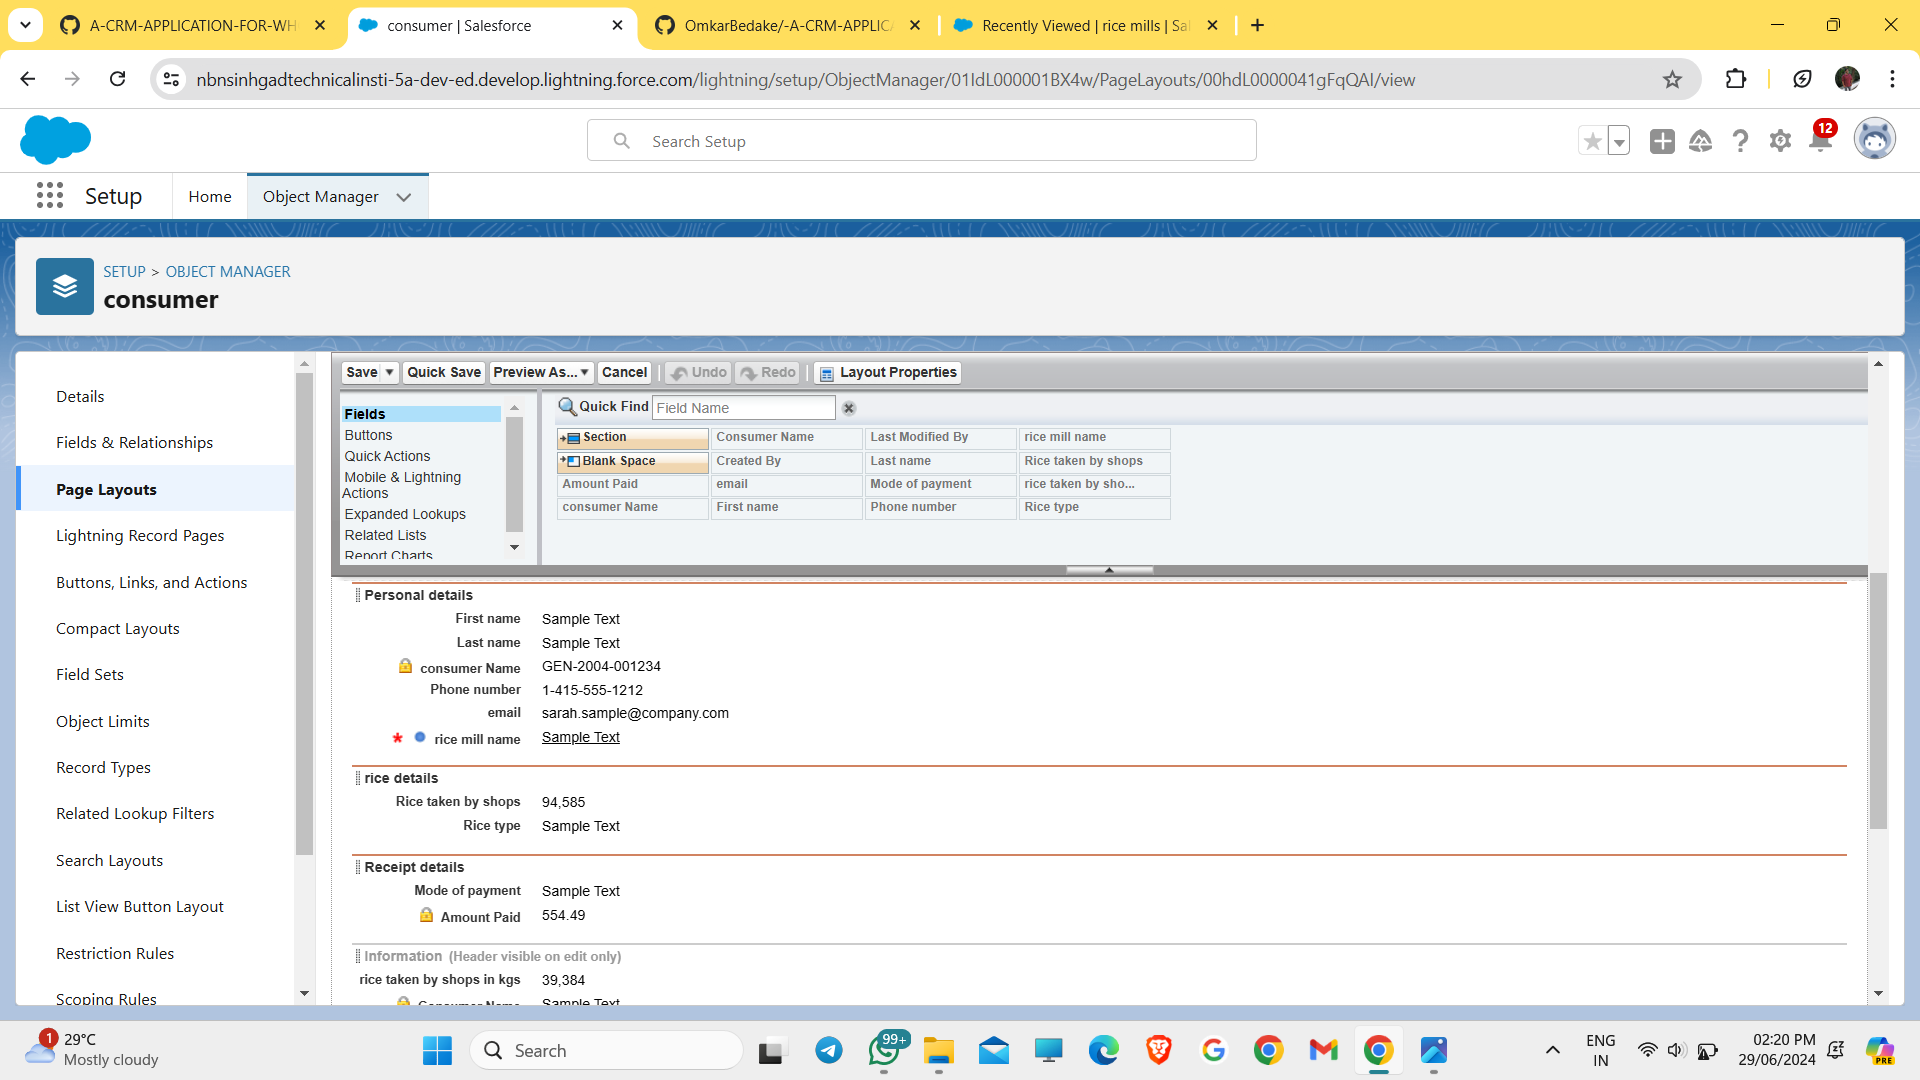 A-CRM-APPLICATION-FOR-WH
consumer | Salesforce
OmkarBedake/-A-CRM-APPLIC
Recently Viewed | rice mills | Sa
nbnsinhgadtechnicalinsti-5a-dev-ed.develop.lightning.force.com/lightning/setup/ObjectManager/01IdL000001BX4w/PageLayouts/00hdL0000041gFqQAI/view
Search Setup
12
Setup
Home
Object Manager
SETUP > OBJECT MANAGER
consumer
Details
Fields & Relationships
Page Layouts
Lightning Record Pages
Buttons, Links, and Actions
Compact Layouts
Field Sets
Object Limits
Record Types
Related Lookup Filters
Search Layouts
List View Button Layout
Restriction Rules
Scoping Rules
Save Quick Save Preview As... Cancel Undo Redo Layout Properties
Fields
Buttons
Quick Actions
Mobile & Lightning
Actions
Expanded Lookups
Related Lists
Report Charts
Quick Find Field Name
Section Consumer Name Last Modified By rice mill name
Blank Space Created By Last name Rice taken by shops
Amount Paid email Mode of payment rice taken by sho...
consumer Name First name Phone number Rice type
Personal details
First name Sample Text
Last name Sample Text
consumer Name GEN-2004-001234
Phone number 1-415-555-1212
email sarah.sample@company.com
* rice mill name Sample Text
rice details
Rice taken by shops 94,585
Rice type Sample Text
Receipt details
Mode of payment Sample Text
Amount Paid 554.49
Information (Header visible on edit only)
rice taken by shops in kgs 39,384
Consumer Name Sample Text
1
29°C
Mostly cloudy
Search
99+
ENG
IN
02:20 PM
29/06/2024
PRE